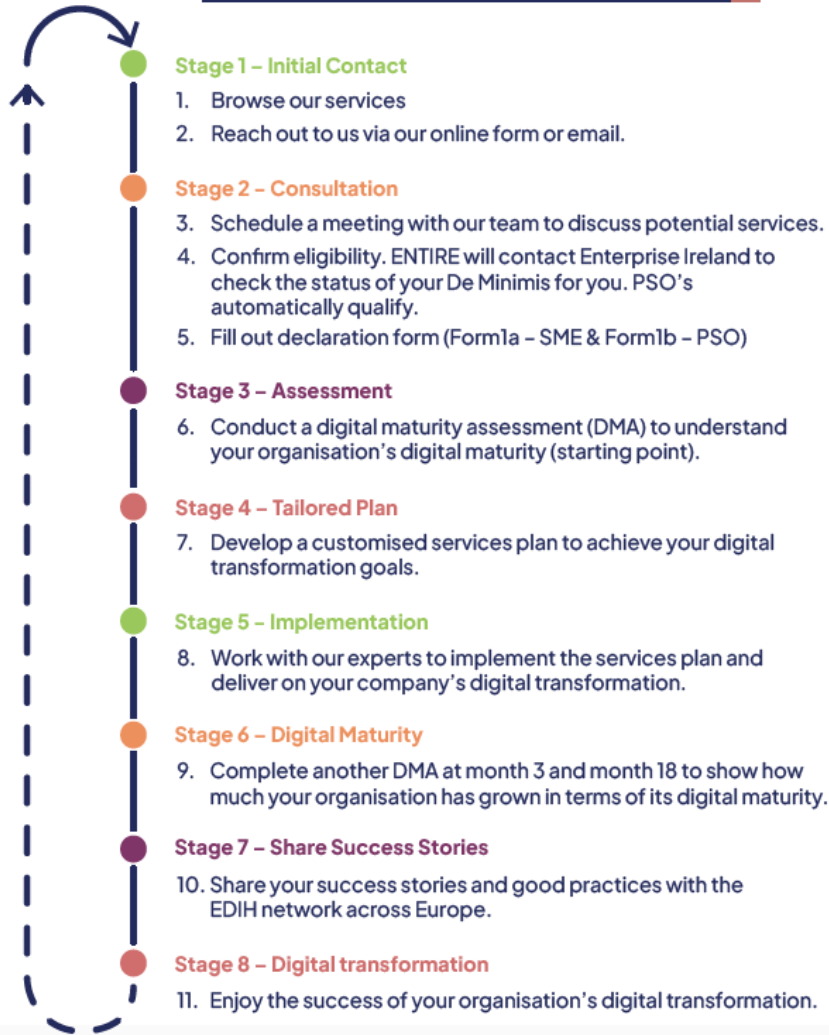 Stage 1 – Initial Contact
1. Browse our services
2. Reach out to us via our online form or email.
Stage 2 – Consultation
3. Schedule a meeting with our team to discuss potential services.
4. Confirm eligibility. ENTIRE will contact Enterprise Ireland to
check the status of your De Minimis for you. PSO's
automatically qualify.
5. Fill out declaration form (Form1a – SME & Form1b – PSO)
Stage 3 – Assessment
6. Conduct a digital maturity assessment (DMA) to understand
your organisation's digital maturity (starting point).
Stage 4 – Tailored Plan
7. Develop a customised services plan to achieve your digital
transformation goals.
Stage 5 – Implementation
8. Work with our experts to implement the services plan and
deliver on your company's digital transformation.
Stage 6 – Digital Maturity
9. Complete another DMA at month 3 and month 18 to show how
much your organisation has grown in terms of its digital maturity.
Stage 7 – Share Success Stories
10. Share your success stories and good practices with the
EDIH network across Europe.
Stage 8 – Digital transformation
11. Enjoy the success of your organisation's digital transformation.